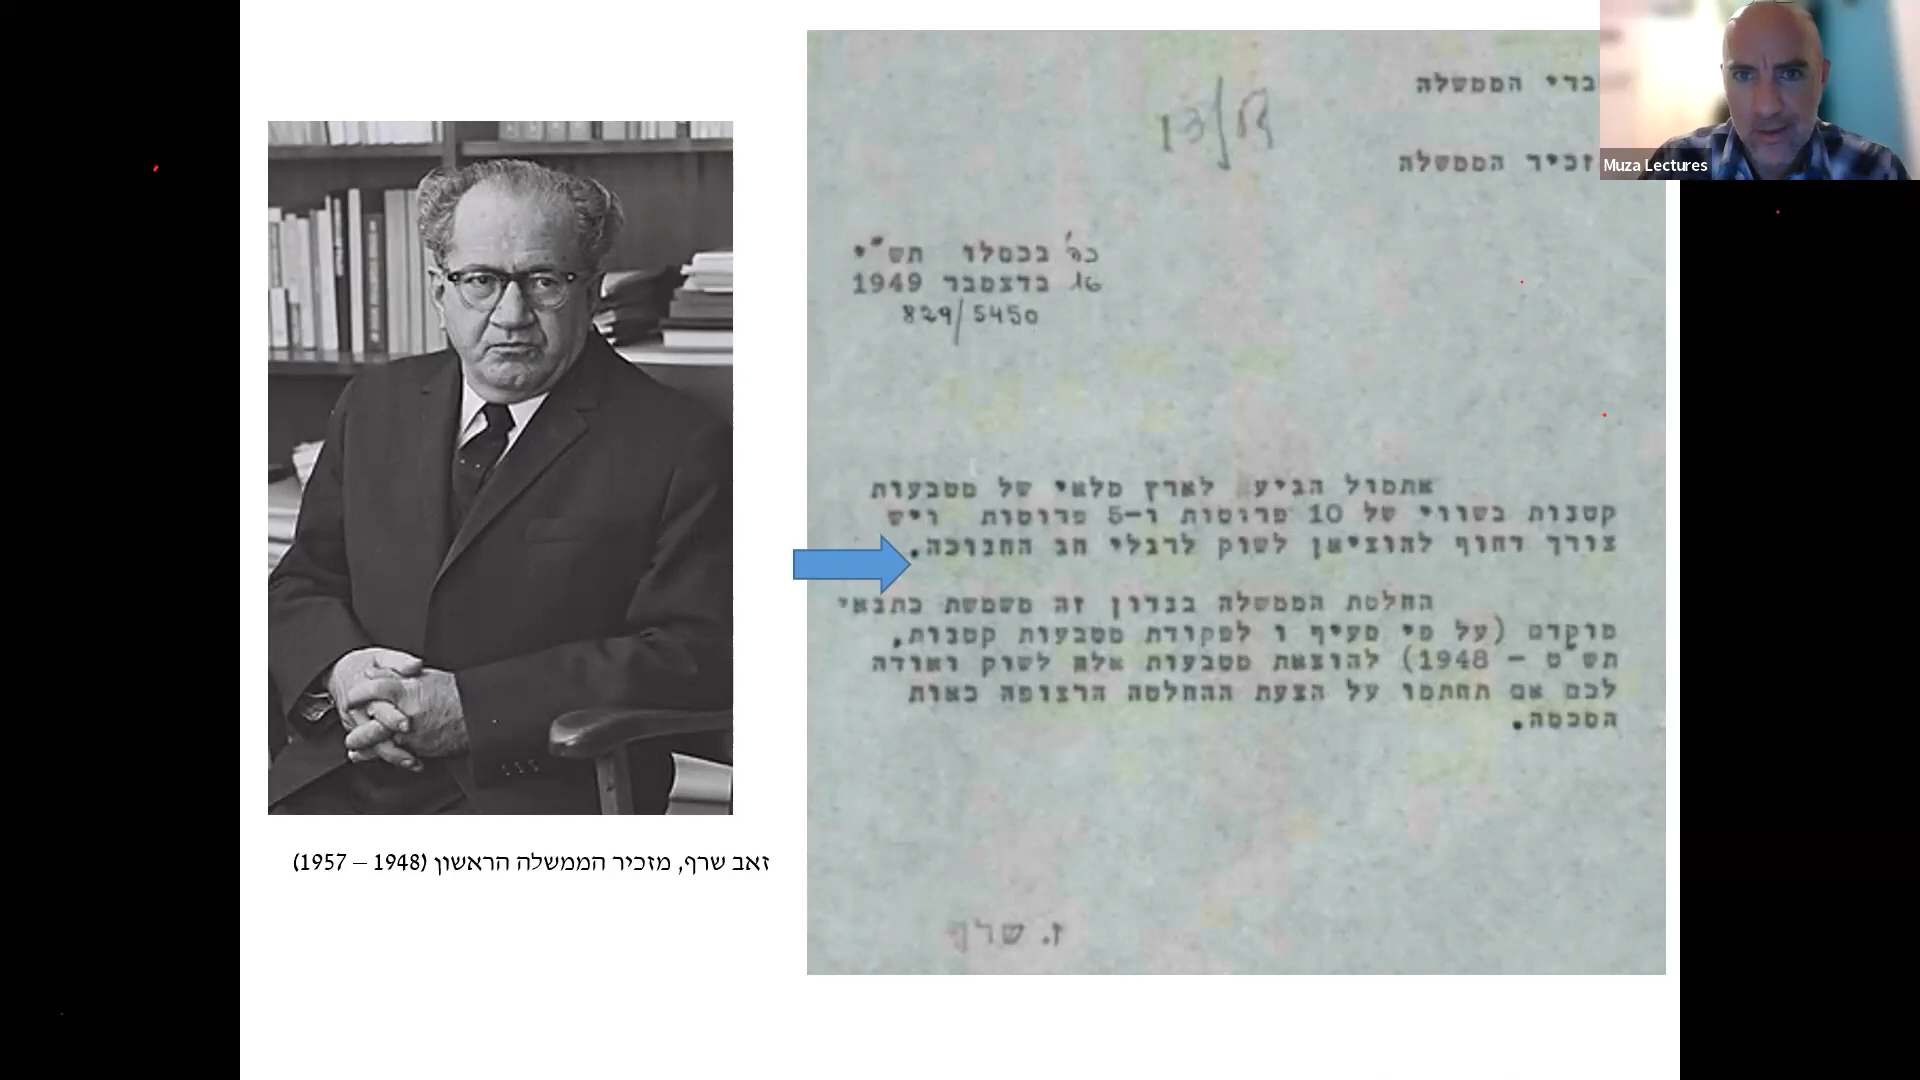 Muza Lectures
ברי הממשלה
זכיר הממשלה
כה' בכסלו תש"י
16 בדצמבר 1949
829/5450
אתמול הגיע לארץ מלאי של מטבעות
קטנות בשווי של 10 פרוטות ו-5 פרוטות ויש
צורך דחוף להוציאן לשוק לרגלי חג החנוכה.
החלטת הממשלה בנדון זה משמשת כתנאי
מוקדם (על פי סעיף ו לפקודת מטבעות קטנות,
תש"ט - 1948) להוצאת מטבעות אלה לשוק ואודה
לכם אם תחתמו על הצעת ההחלטה הרצופה כאות
הסכמה.
ז. שרף
זאב שרף, מזכיר הממשלה הראשון (1948 – 1957)